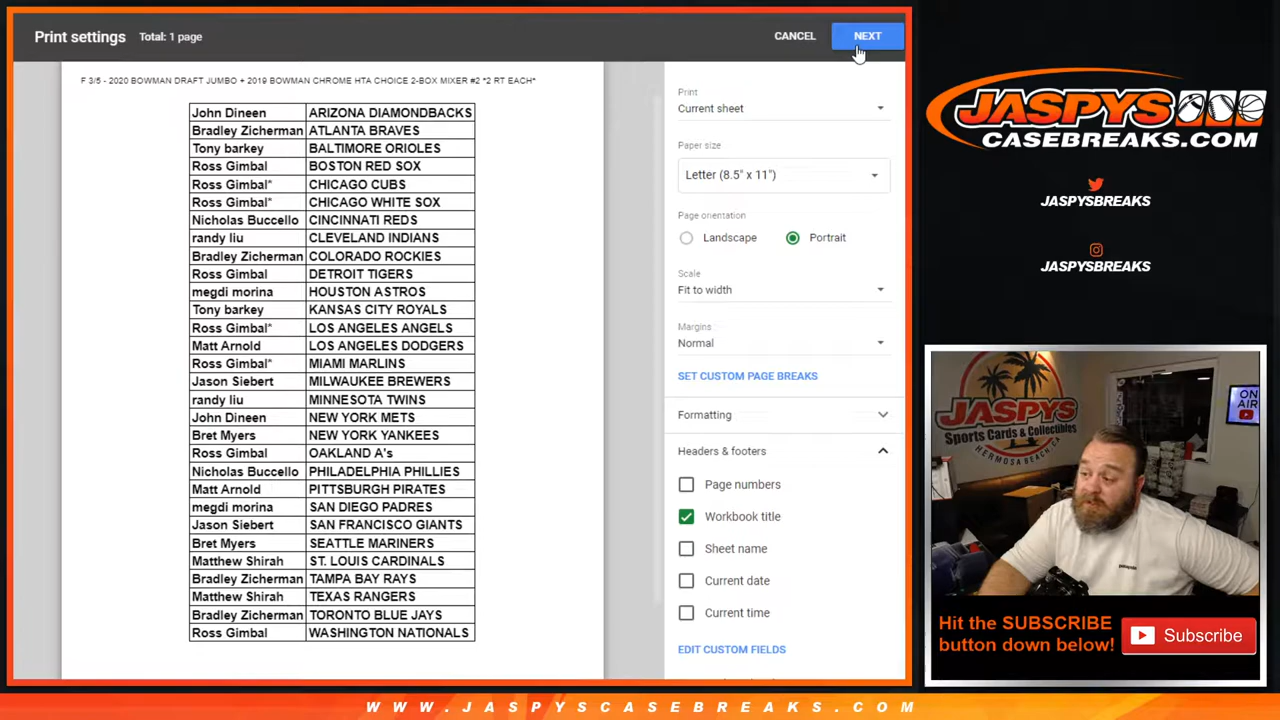 Print settings Total: 1 page CANCEL NEXT
F 3/5 - 2020 BOWMAN DRAFT JUMBO + 2019 BOWMAN CHROME HTA CHOICE 2-BOX MIXER #2 *2 RT EACH*
John Dineen ARIZONA DIAMONDBACKS
Bradley Zicherman ATLANTA BRAVES
Tony barkey BALTIMORE ORIOLES
Ross Gimbal BOSTON RED SOX
Ross Gimbal* CHICAGO CUBS
Ross Gimbal* CHICAGO WHITE SOX
Nicholas Buccello CINCINNATI REDS
randy liu CLEVELAND INDIANS
Bradley Zicherman COLORADO ROCKIES
Ross Gimbal DETROIT TIGERS
megdi morina HOUSTON ASTROS
Tony barkey KANSAS CITY ROYALS
Ross Gimbal* LOS ANGELES ANGELS
Matt Arnold LOS ANGELES DODGERS
Ross Gimbal* MIAMI MARLINS
Jason Siebert MILWAUKEE BREWERS
randy liu MINNESOTA TWINS
John Dineen NEW YORK METS
Bret Myers NEW YORK YANKEES
Ross Gimbal OAKLAND A's
Nicholas Buccello PHILADELPHIA PHILLIES
Matt Arnold PITTSBURGH PIRATES
megdi morina SAN DIEGO PADRES
Jason Siebert SAN FRANCISCO GIANTS
Bret Myers SEATTLE MARINERS
Matthew Shirah ST. LOUIS CARDINALS
Bradley Zicherman TAMPA BAY RAYS
Matthew Shirah TEXAS RANGERS
Bradley Zicherman TORONTO BLUE JAYS
Ross Gimbal WASHINGTON NATIONALS
Print
Current sheet
Paper size
Letter (8.5" x 11")
Page orientation
Landscape Portrait
Scale
Fit to width
Margins
Normal
SET CUSTOM PAGE BREAKS
Formatting
Headers & footers
Page numbers
Workbook title
Sheet name
Current date
Current time
EDIT CUSTOM FIELDS
JASPYS
CASEBREAKS.COM
JASPYSBREAKS
JASPYSBREAKS
JASPYS
Sports Cards & Collectibles
HERMOSA BEACH, CA
ON
AIR
Hit the SUBSCRIBE
button down below!
Subscribe
WWW.JASPYSCASEBREAKS.COM